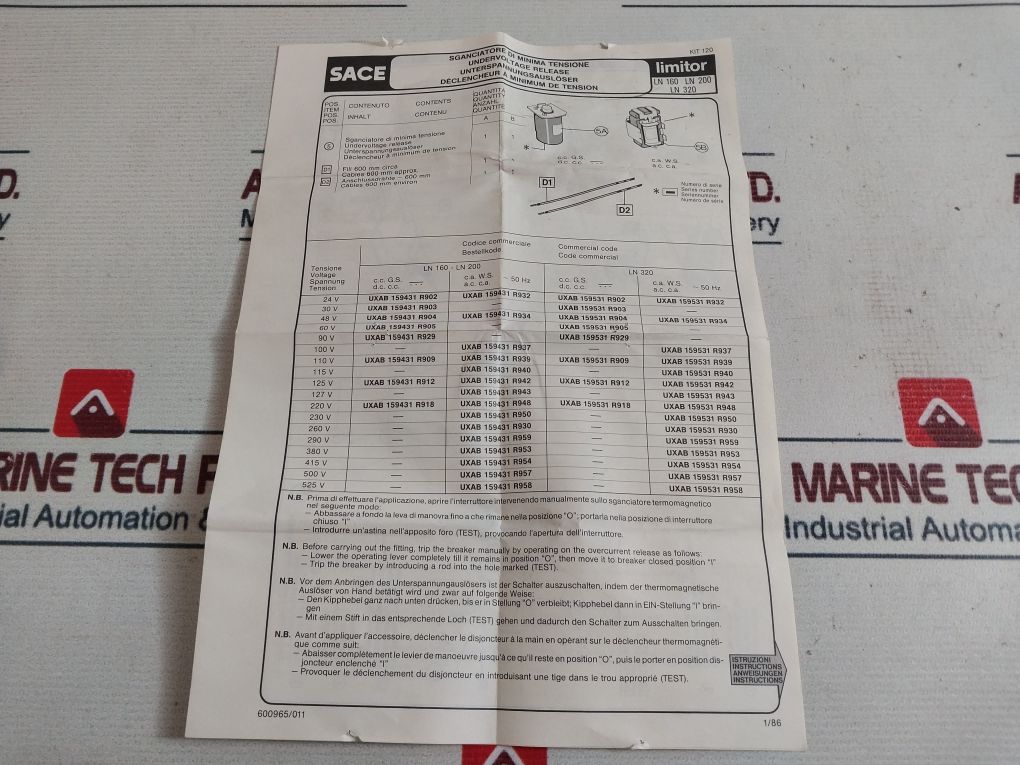 KIT 120
SACE
SGANCIATORE DI MINIMA TENSIONE
UNDERVOLTAGE RELEASE
UNTERSPANNUNGSAUSLÖSER
DÉCLENCHEUR À MINIMUM DE TENSION
limitor
LN 160 LN 200
LN 320
POS. CONTENUTO CONTENTS QUANTITÀ
ITEM QUANTITY
POS. INHALT CONTENU ANZAHL
POS. QUANTITÉ
A B
5 Sganciatore di minima tensione 1 1
Undervoltage release
Unterspannungsauslöser
Déclencheur à minimum de tension
D1 Fili 600 mm circa 1 1
Cables 600 mm approx.
D2 Anschlussdrähte ~ 600 mm 1 1
Câbles 600 mm environ
5A
*
*
5B
c.c. G.S.
d.c. c.c.
c.a. W.S.
a.c. c.a.
D1
D2
* Numero di serie
Series number
Seriennummer
Numéro de série
Codice commerciale Commercial code
Bestellkode Code commercial
Tensione
Voltage
Spannung
Tension
LN 160 - LN 200 LN 320
c.c. G.S. c.a. W.S. ~ 50 Hz c.c. G.S. c.a. W.S. ~ 50 Hz
d.c. c.c. a.c. c.a. d.c. c.c. a.c. c.a.
24 V UXAB 159431 R902 UXAB 159431 R932 UXAB 159531 R902 UXAB 159531 R932
30 V UXAB 159431 R903 — UXAB 159531 R903 —
48 V UXAB 159431 R904 UXAB 159431 R934 UXAB 159531 R904 UXAB 159531 R934
60 V UXAB 159431 R905 — UXAB 159531 R905 —
90 V UXAB 159431 R929 — UXAB 159531 R929 —
100 V — UXAB 159431 R937 — UXAB 159531 R937
110 V UXAB 159431 R909 UXAB 159431 R939 UXAB 159531 R909 UXAB 159531 R939
115 V — UXAB 159431 R940 — UXAB 159531 R940
125 V UXAB 159431 R912 UXAB 159431 R942 UXAB 159531 R912 UXAB 159531 R942
127 V — UXAB 159431 R943 — UXAB 159531 R943
220 V UXAB 159431 R918 UXAB 159431 R948 UXAB 159531 R918 UXAB 159531 R948
230 V — UXAB 159431 R950 — UXAB 159531 R950
260 V — UXAB 159431 R930 — UXAB 159531 R930
290 V — UXAB 159431 R959 — UXAB 159531 R959
380 V — UXAB 159431 R953 — UXAB 159531 R953
415 V — UXAB 159431 R954 — UXAB 159531 R954
500 V — UXAB 159431 R957 — UXAB 159531 R957
525 V — UXAB 159431 R958 — UXAB 159531 R958
N.B. Prima di effettuare l'applicazione, aprire l'interruttore intervenendo manualmente sullo sganciatore termomagnetico
nel seguente modo:
— Abbassare a fondo la leva di manovra fino a che rimane nella posizione "O"; portarla nella posizione di interruttore
chiuso "I"
— Introdurre un'astina nell'apposito foro (TEST), provocando l'apertura dell'interruttore.
N.B. Before carrying out the fitting, trip the breaker manually by operating on the overcurrent release as follows:
— Lower the operating lever completely till it remains in position "O", then move it to breaker closed position "I"
— Trip the breaker by introducing a rod into the hole marked (TEST).
N.B. Vor dem Anbringen des Unterspannungauslösers ist der Schalter auszuschalten, indem der thermomagnetische
Auslöser von Hand betätigt wird und zwar auf folgende Weise:
— Den Kipphebel ganz nach unten drücken, bis er in Stellung "O" verbleibt; Kipphebel dann in EIN-Stellung "I" brin-
gen
— Mit einem Stift in das entsprechende Loch (TEST) gehen und dadurch den Schalter zum Ausschalten bringen.
N.B. Avant d'appliquer l'accessoire, déclencher le disjoncteur à la main en opérant sur le déclencheur thermomagnéti-
que comme suit:
— Abaisser complètement le levier de manoeuvre jusqu'à ce qu'il reste en position "O", puis le porter en position dis-
joncteur enclenché "I"
— Provoquer le déclenchement du disjoncteur en introduisant une tige dans le trou approprié (TEST).
ISTRUZIONI
INSTRUCTIONS
ANWEISUNGEN
INSTRUCTIONS
600965/011
1/86
D.
RINE TECH F
ial Automation &
MARINE TEC
Industrial Automa